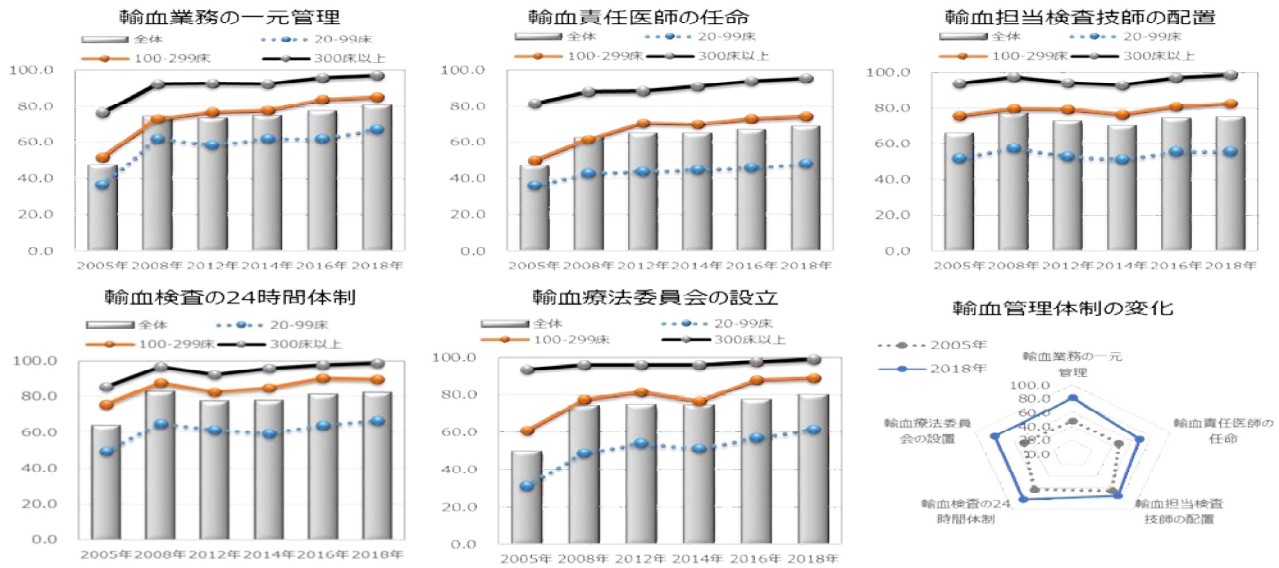 輸血業務の一元管理
全体
20-99床
100-299床
300床以上
100.0
80.0
60.0
40.0
20.0
0.0
2005年 2008年 2012年 2014年 2016年 2018年
輸血責任医師の任命
全体
20-99床
100-299床
300床以上
100.0
80.0
60.0
40.0
20.0
0.0
2005年 2008年 2012年 2014年 2016年 2018年
輸血担当検査技師の配置
全体
20-99床
100-299床
300床以上
100.0
80.0
60.0
40.0
20.0
0.0
2005年 2008年 2012年 2014年 2016年 2018年
輸血検査の24時間体制
全体
20-99床
100-299床
300床以上
100.0
80.0
60.0
40.0
20.0
0.0
2005年 2008年 2012年 2014年 2016年 2018年
輸血療法委員会の設立
全体
20-99床
100-299床
300床以上
100.0
80.0
60.0
40.0
20.0
0.0
2005年 2008年 2012年 2014年 2016年 2018年
輸血管理体制の変化
2005年
2018年
輸血業務の一元
管理
100.0
80.0
60.0
40.0
20.0
0.0
輸血責任医師の
任命
輸血担当検査
技師の配置
輸血検査の24
時間体制
輸血療法委員
会の設置